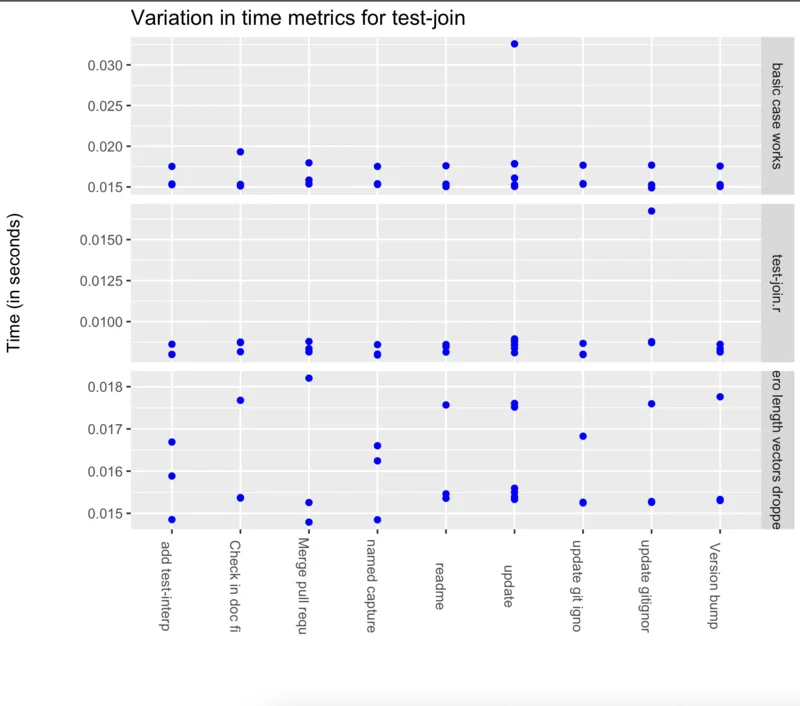 Variation in time metrics for test-join
Time (in seconds)
0.030
0.025
0.020
0.015
basic case works
0.0150
0.0125
0.0100
test-join.r
0.018
0.017
0.016
0.015
ero length vectors droppe
add test-interp
Check in doc fi
Merge pull requ
named capture
readme
update
update git igno
update gitignor
Version bump